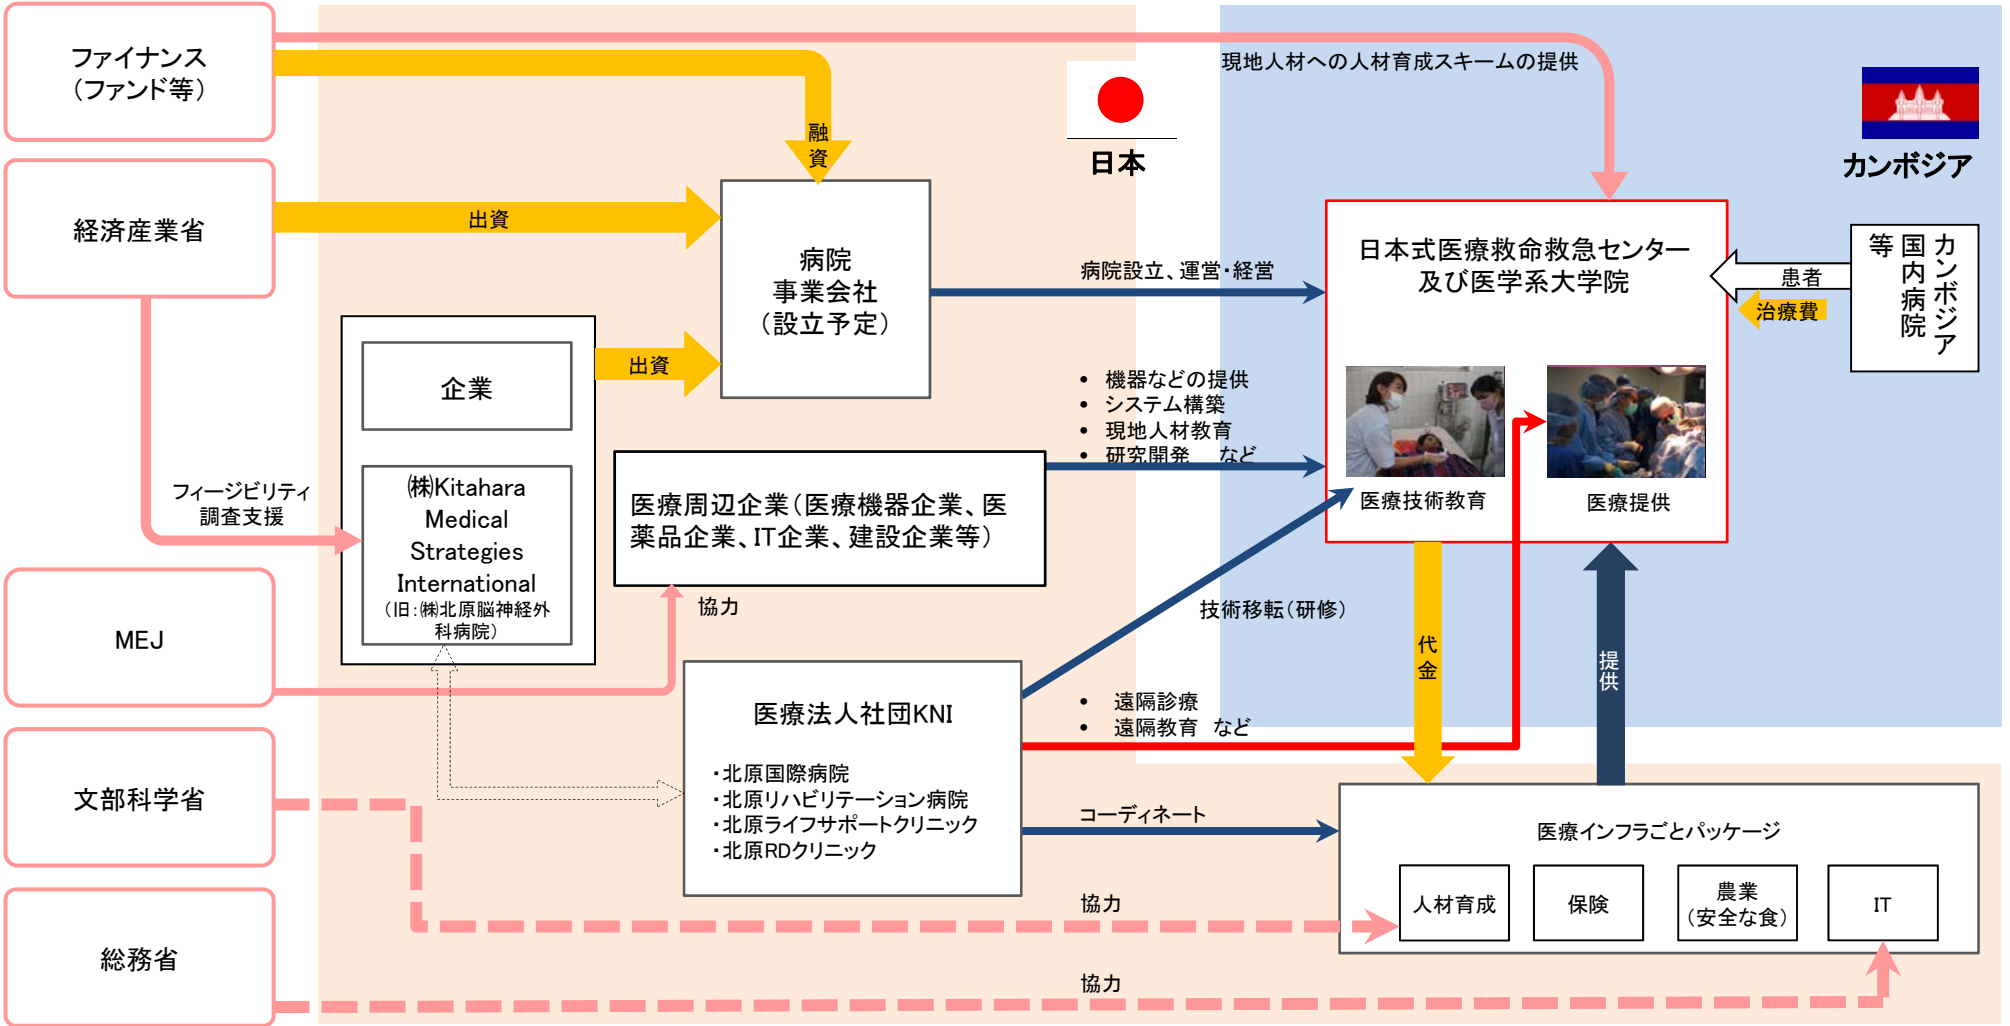 ファイナンス
(ファンド等)
経済産業省
MEJ
文部科学省
総務省
融
資
出資
出資
フィージビリティ
調査支援
企業
㈱Kitahara
Medical
Strategies
International
(旧:㈱北原脳神経外
科病院)
病院
事業会社
(設立予定)
医療周辺企業(医療機器企業、医
薬品企業、IT企業、建設企業等)
協力
医療法人社団KNI
・北原国際病院
・北原リハビリテーション病院
・北原ライフサポートクリニック
・北原RDクリニック
日本
現地人材への人材育成スキームの提供
カンボジア
病院設立、運営・経営
• 機器などの提供
• システム構築
• 現地人材教育
• 研究開発 など
技術移転(研修)
• 遠隔診療
• 遠隔教育 など
コーディネート
協力
協力
日本式医療救命救急センター
及び医学系大学院
医療技術教育
医療提供
患者
治療費
カンボジア
国内病院
等
代
金
提
供
医療インフラごとパッケージ
人材育成
保険
農業
(安全な食)
IT